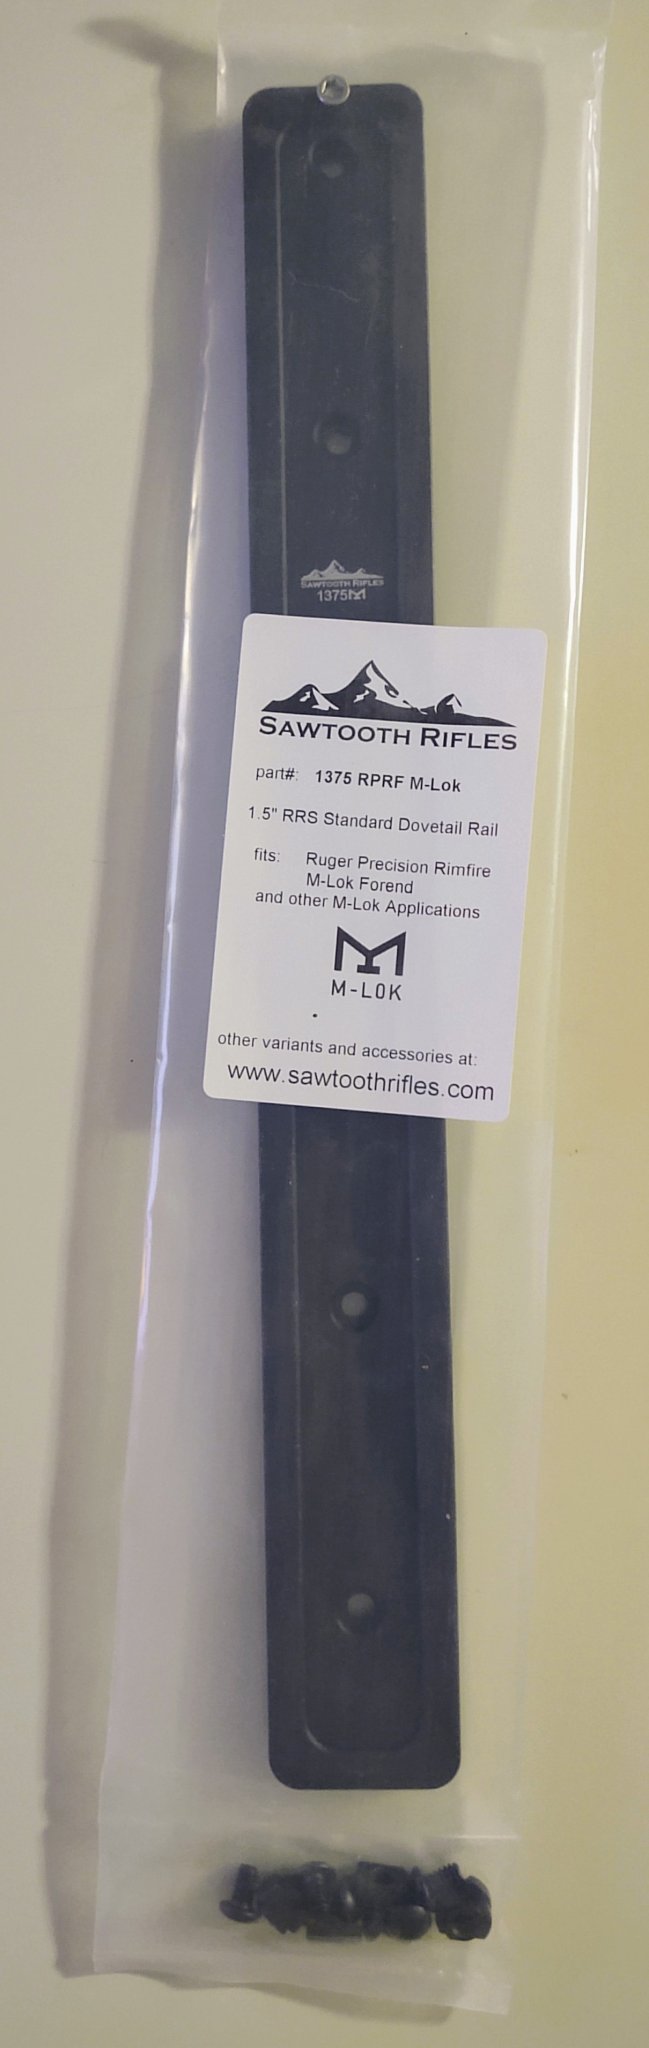 SAWTOOTH RIFLES
1375M
SAWTOOTH RIFLES
part#: 1375 RPRF M-Lok
1.5" RRS Standard Dovetail Rail
fits: Ruger Precision Rimfire
M-Lok Forend
and other M-Lok Applications
M
M-LOK
other variants and accessories at:
www.sawtoothrifles.com